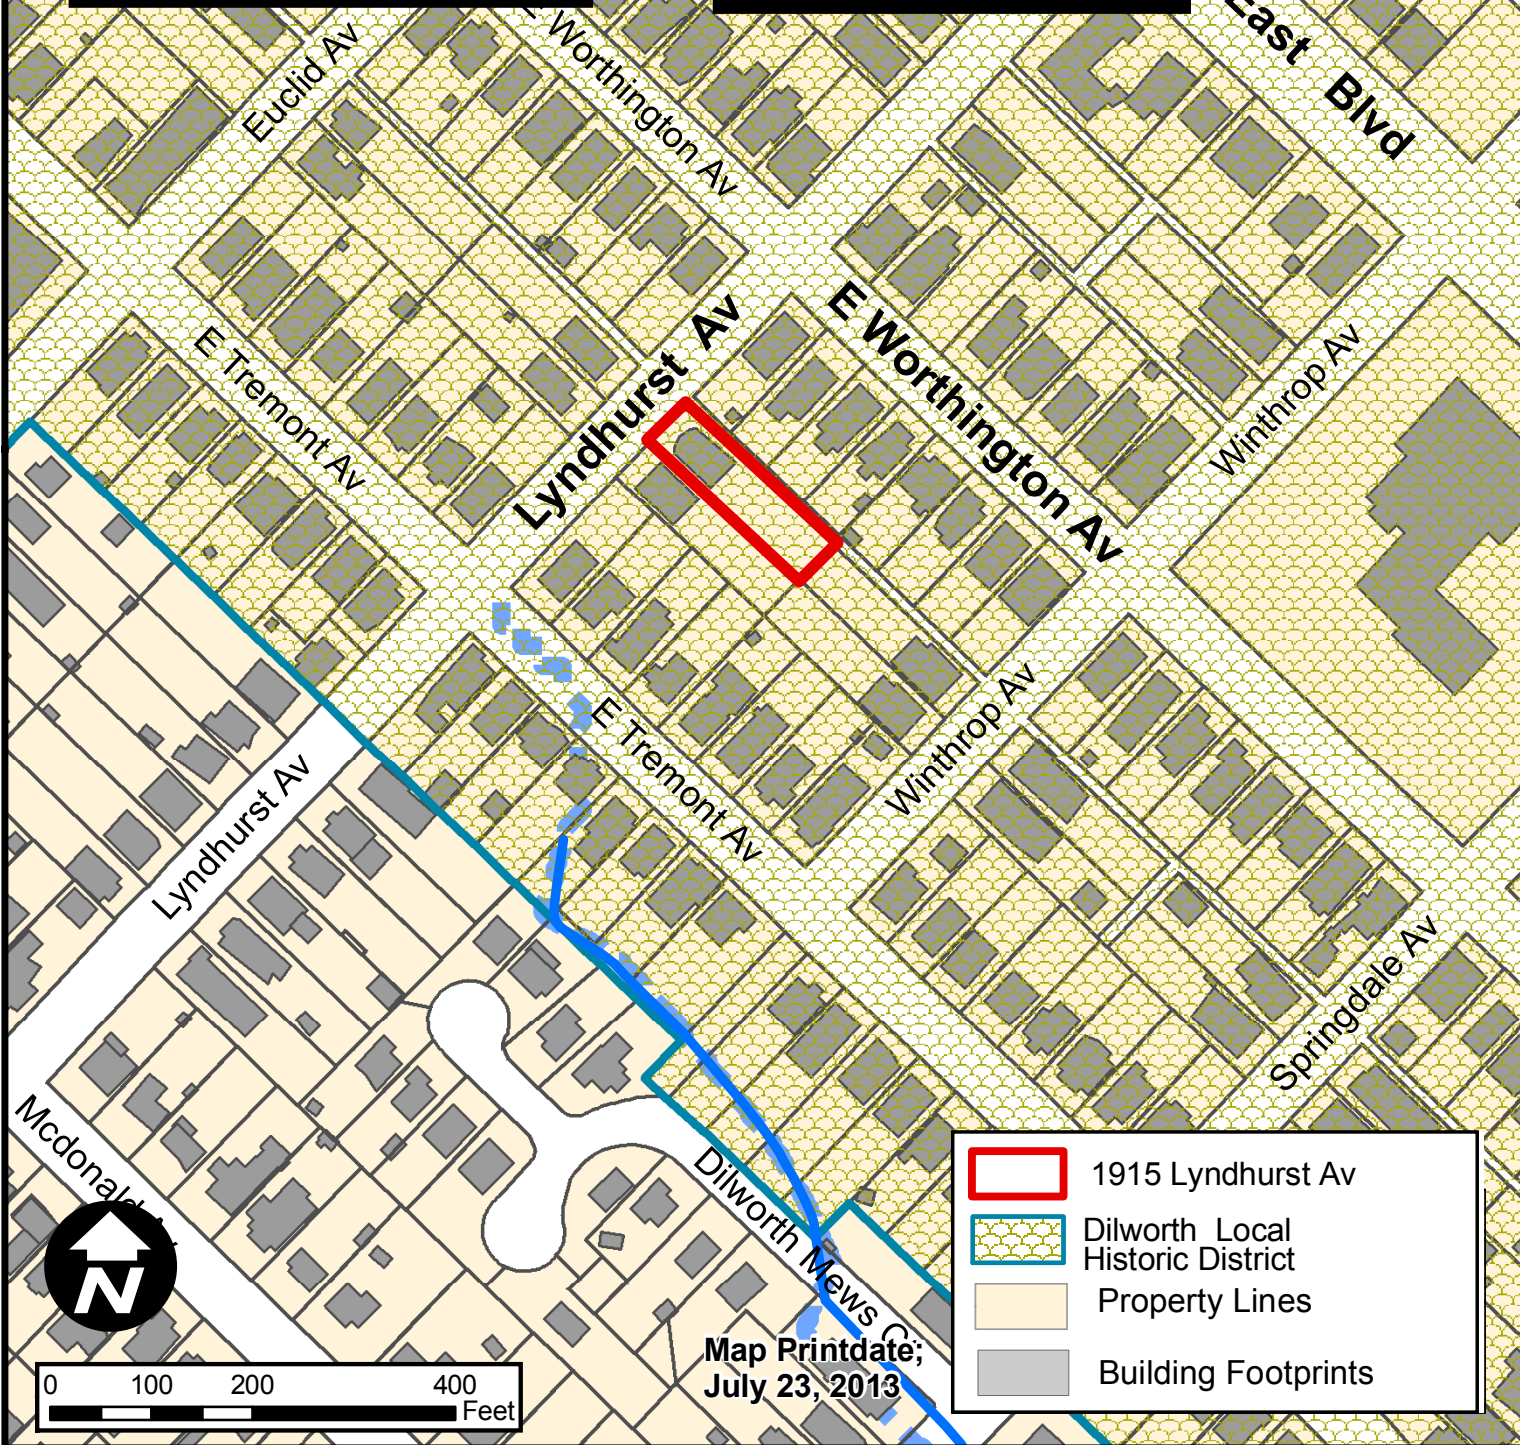 East Blvd
Euclid Av
E Worthington Av
Lyndhurst Av
E Worthington Av
E Tremont Av
Winthrop Av
E Tremont Av
Winthrop Av
Lyndhurst Av
Springdale Av
Mcdonald
Dilworth Mews
N
Map Printdate;
July 23, 2013
0 100 200 400
Feet
1915 Lyndhurst Av
Dilworth Local
Historic District
Property Lines
Building Footprints